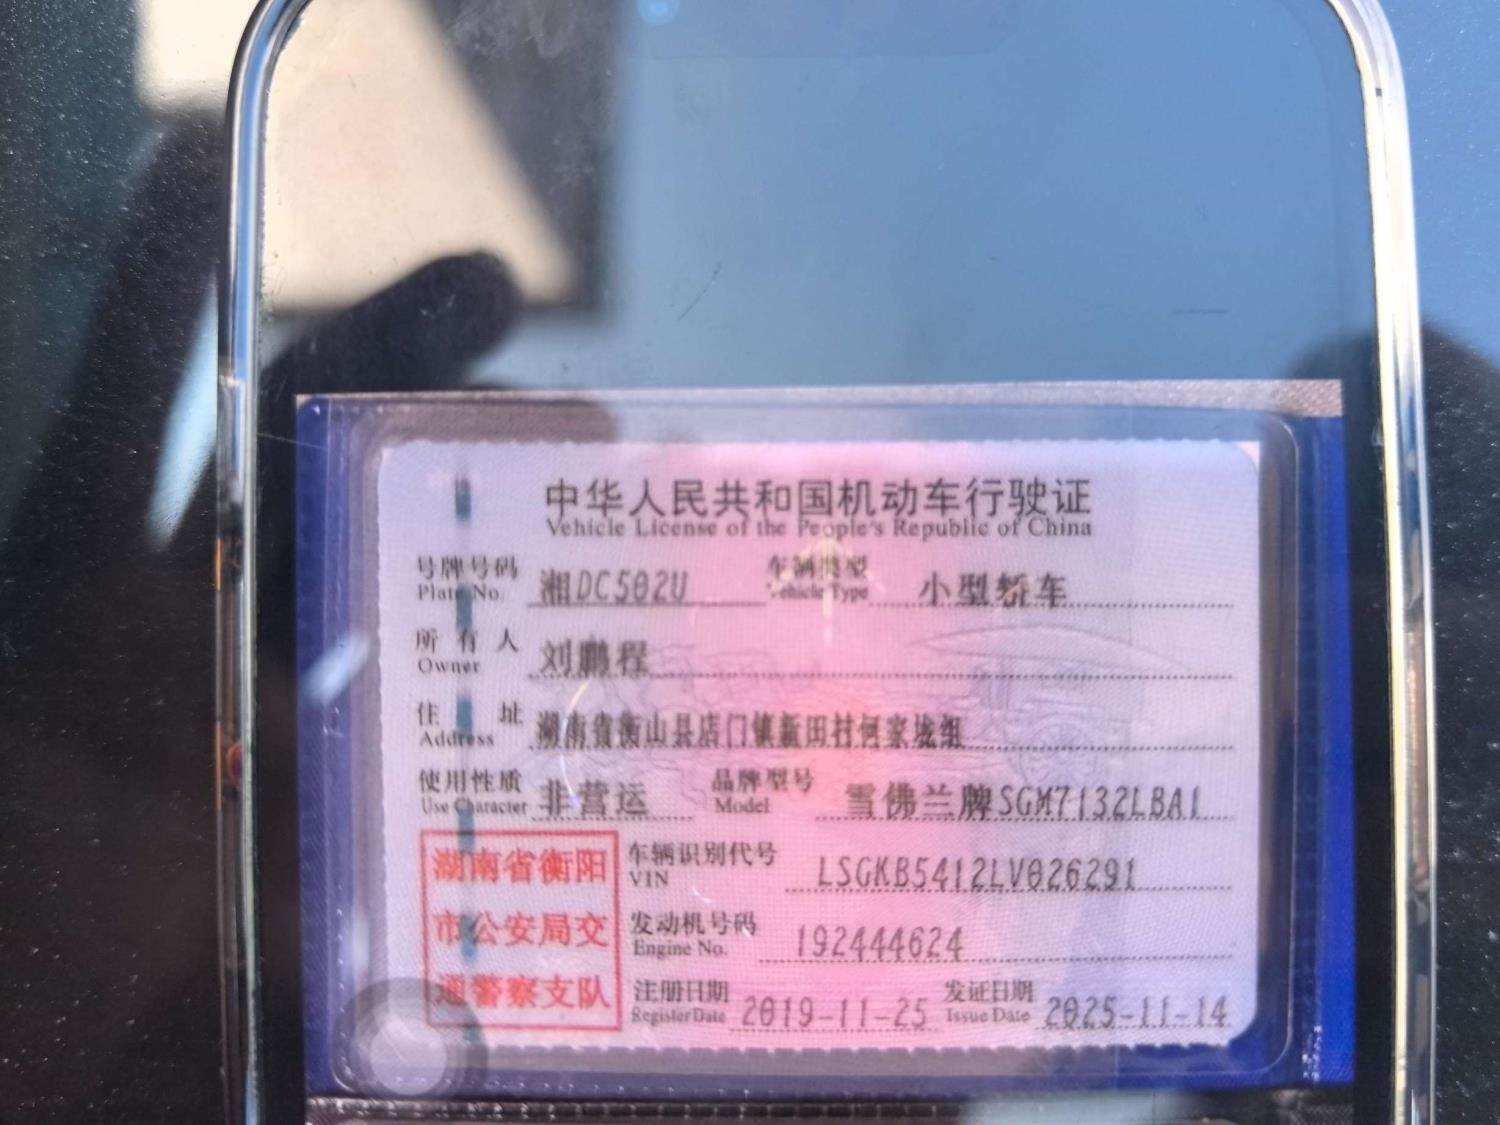 中华人民共和国机动车行驶证
Vehicle License of the People's Republic of China
号牌号码 湘DC502U 车辆类型 小型轿车
Plate No. Vehicle Type
所有人 刘鹏程
Owner
住址 湖南省衡山县店门镇新田村何家垅组
Address
使用性质 非营运 品牌型号 雪佛兰牌SGM7132LBA1
Use Character Model
湖南省衡阳
市公安局交
通警察支队
车辆识别代号 LSGKB5412LV026291
VIN
发动机号码 192444624
Engine No.
注册日期 2019-11-25 发证日期 2025-11-14
Register Date Issue Date